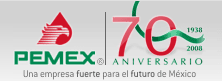 PEMEX® 70 1938
2008
ANIVERSARIO
Una empresa fuerte para el futuro de México